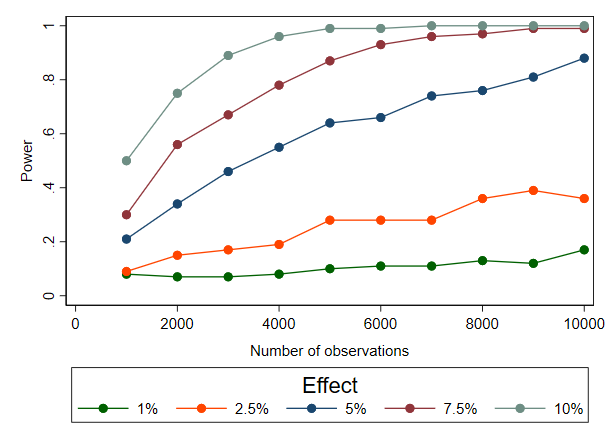 1
.8
.6
.4
.2
0
Power
0 2000 4000 6000 8000 10000
Number of observations
Effect
1% 2.5% 5% 7.5% 10%